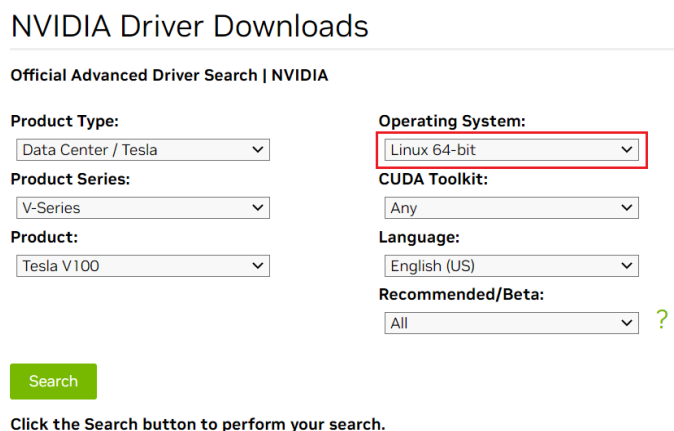 NVIDIA Driver Downloads
Official Advanced Driver Search | NVIDIA
Product Type:
Data Center / Tesla
Product Series:
V-Series
Product:
Tesla V100
Operating System:
Linux 64-bit
CUDA Toolkit:
Any
Language:
English (US)
Recommended/Beta:
All
?
Search
Click the Search button to perform your search.